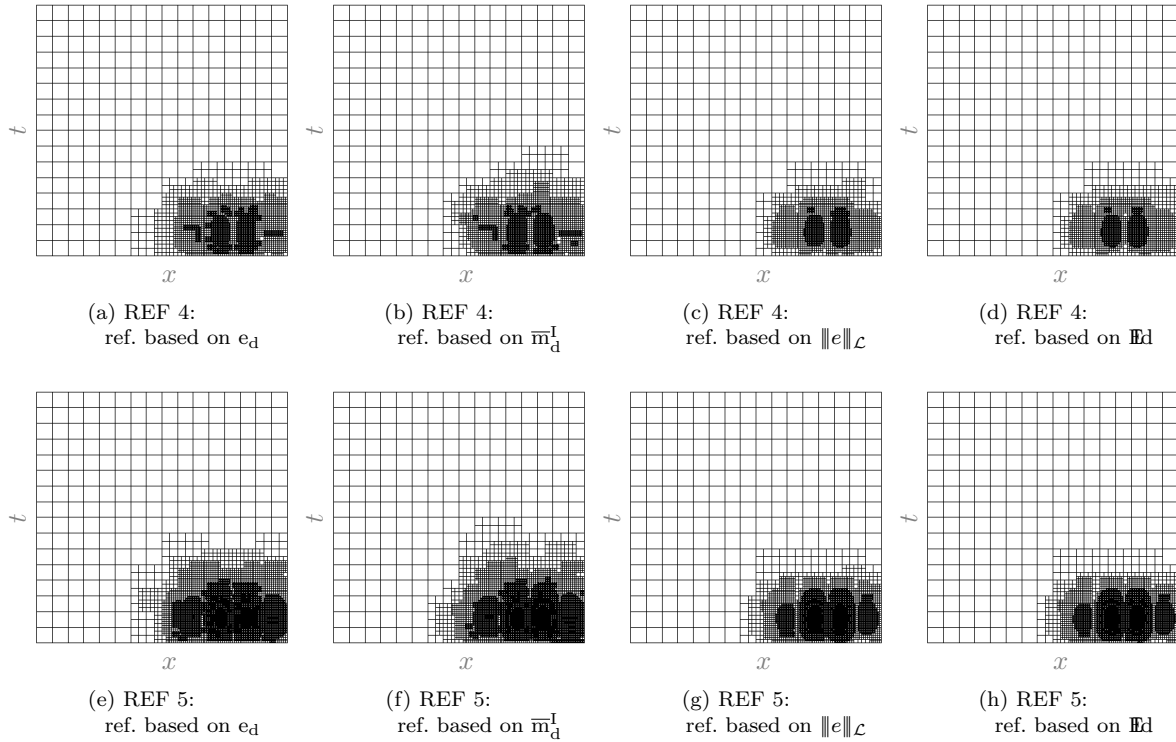 t
t
t
t
x
x
x
x
(a) REF 4:
ref. based on e_d
(b) REF 4:
ref. based on m̅_d^I
(c) REF 4:
ref. based on |||e|||_ℒ
(d) REF 4:
ref. based on
t
t
t
t
x
x
x
x
(e) REF 5:
ref. based on e_d
(f) REF 5:
ref. based on m̅_d^I
(g) REF 5:
ref. based on |||e|||_ℒ
(h) REF 5:
ref. based on